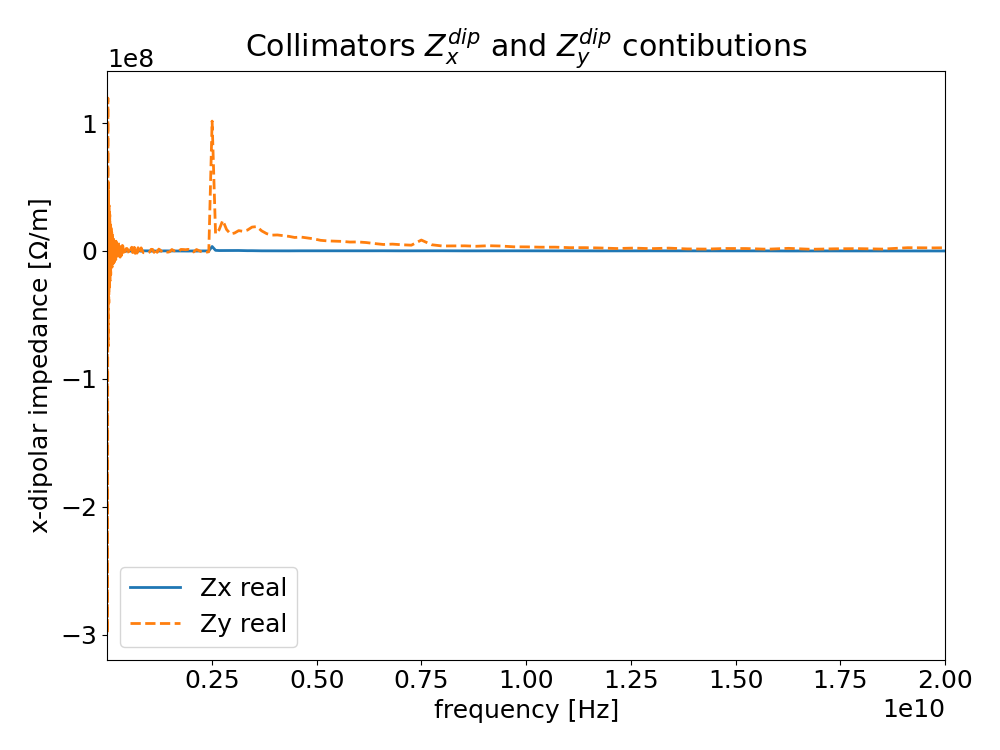 Collimators $Z_x^{dip}$ and $Z_y^{dip}$ contibutions
1e8
1
0
−1
−2
−3
x-dipolar impedance [Ω/m]
Zx real
Zy real
0.25 0.50 0.75 1.00 1.25 1.50 1.75 2.00
frequency [Hz]
1e10